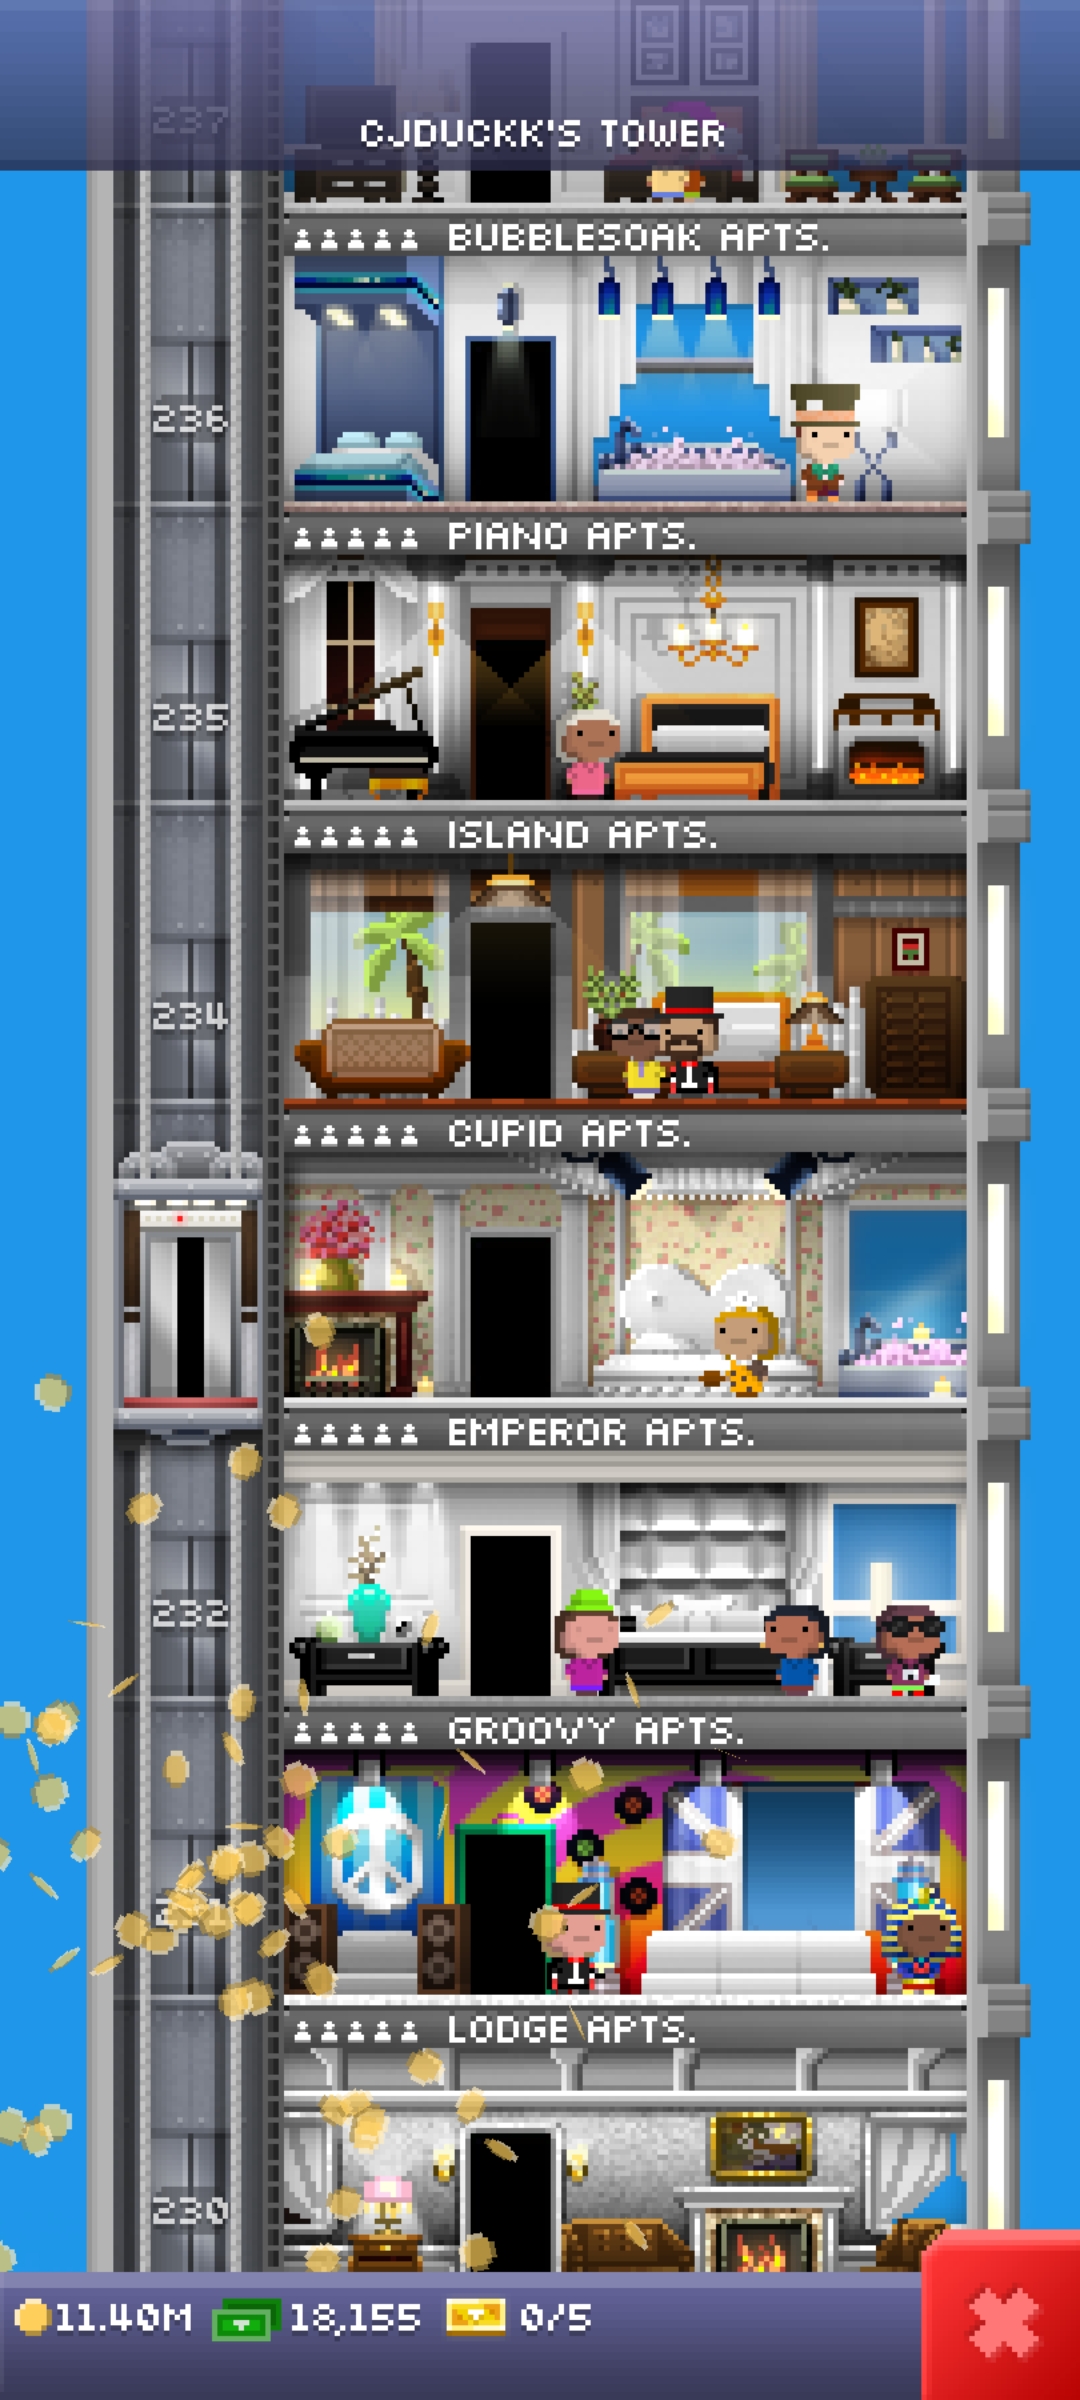 237
CJDUCKK'S TOWER
BUBBLESOAK APTS.
236
PIANO APTS.
235
ISLAND APTS.
234
CUPID APTS.
EMPEROR APTS.
232
GROOVY APTS.
LODGE APTS.
230
11.40M 18,155 0/5